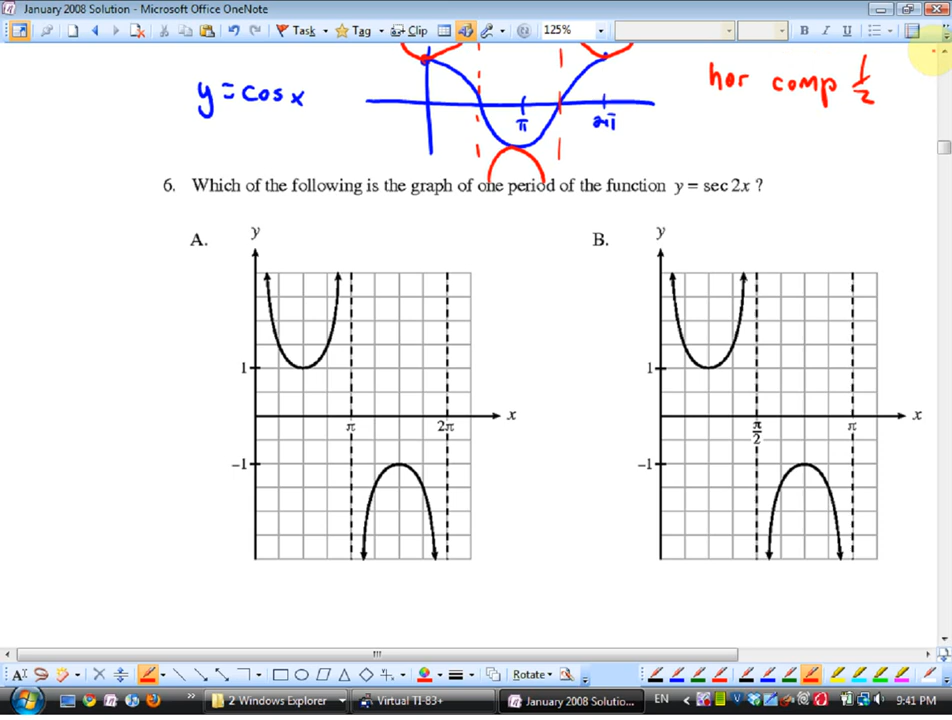 January 2008 Solution - Microsoft Office OneNote
Task Tag Clip 125% B I U
y = cos x
π
2π
hor comp 1/2
6. Which of the following is the graph of one period of the function y = sec 2x ?
A.
y
1
-1
π
2π
x
B.
y
1
-1
π/2
π
x
Rotate
2 Windows Explorer Virtual TI-83+ January 2008 Solutio... EN 9:41 PM